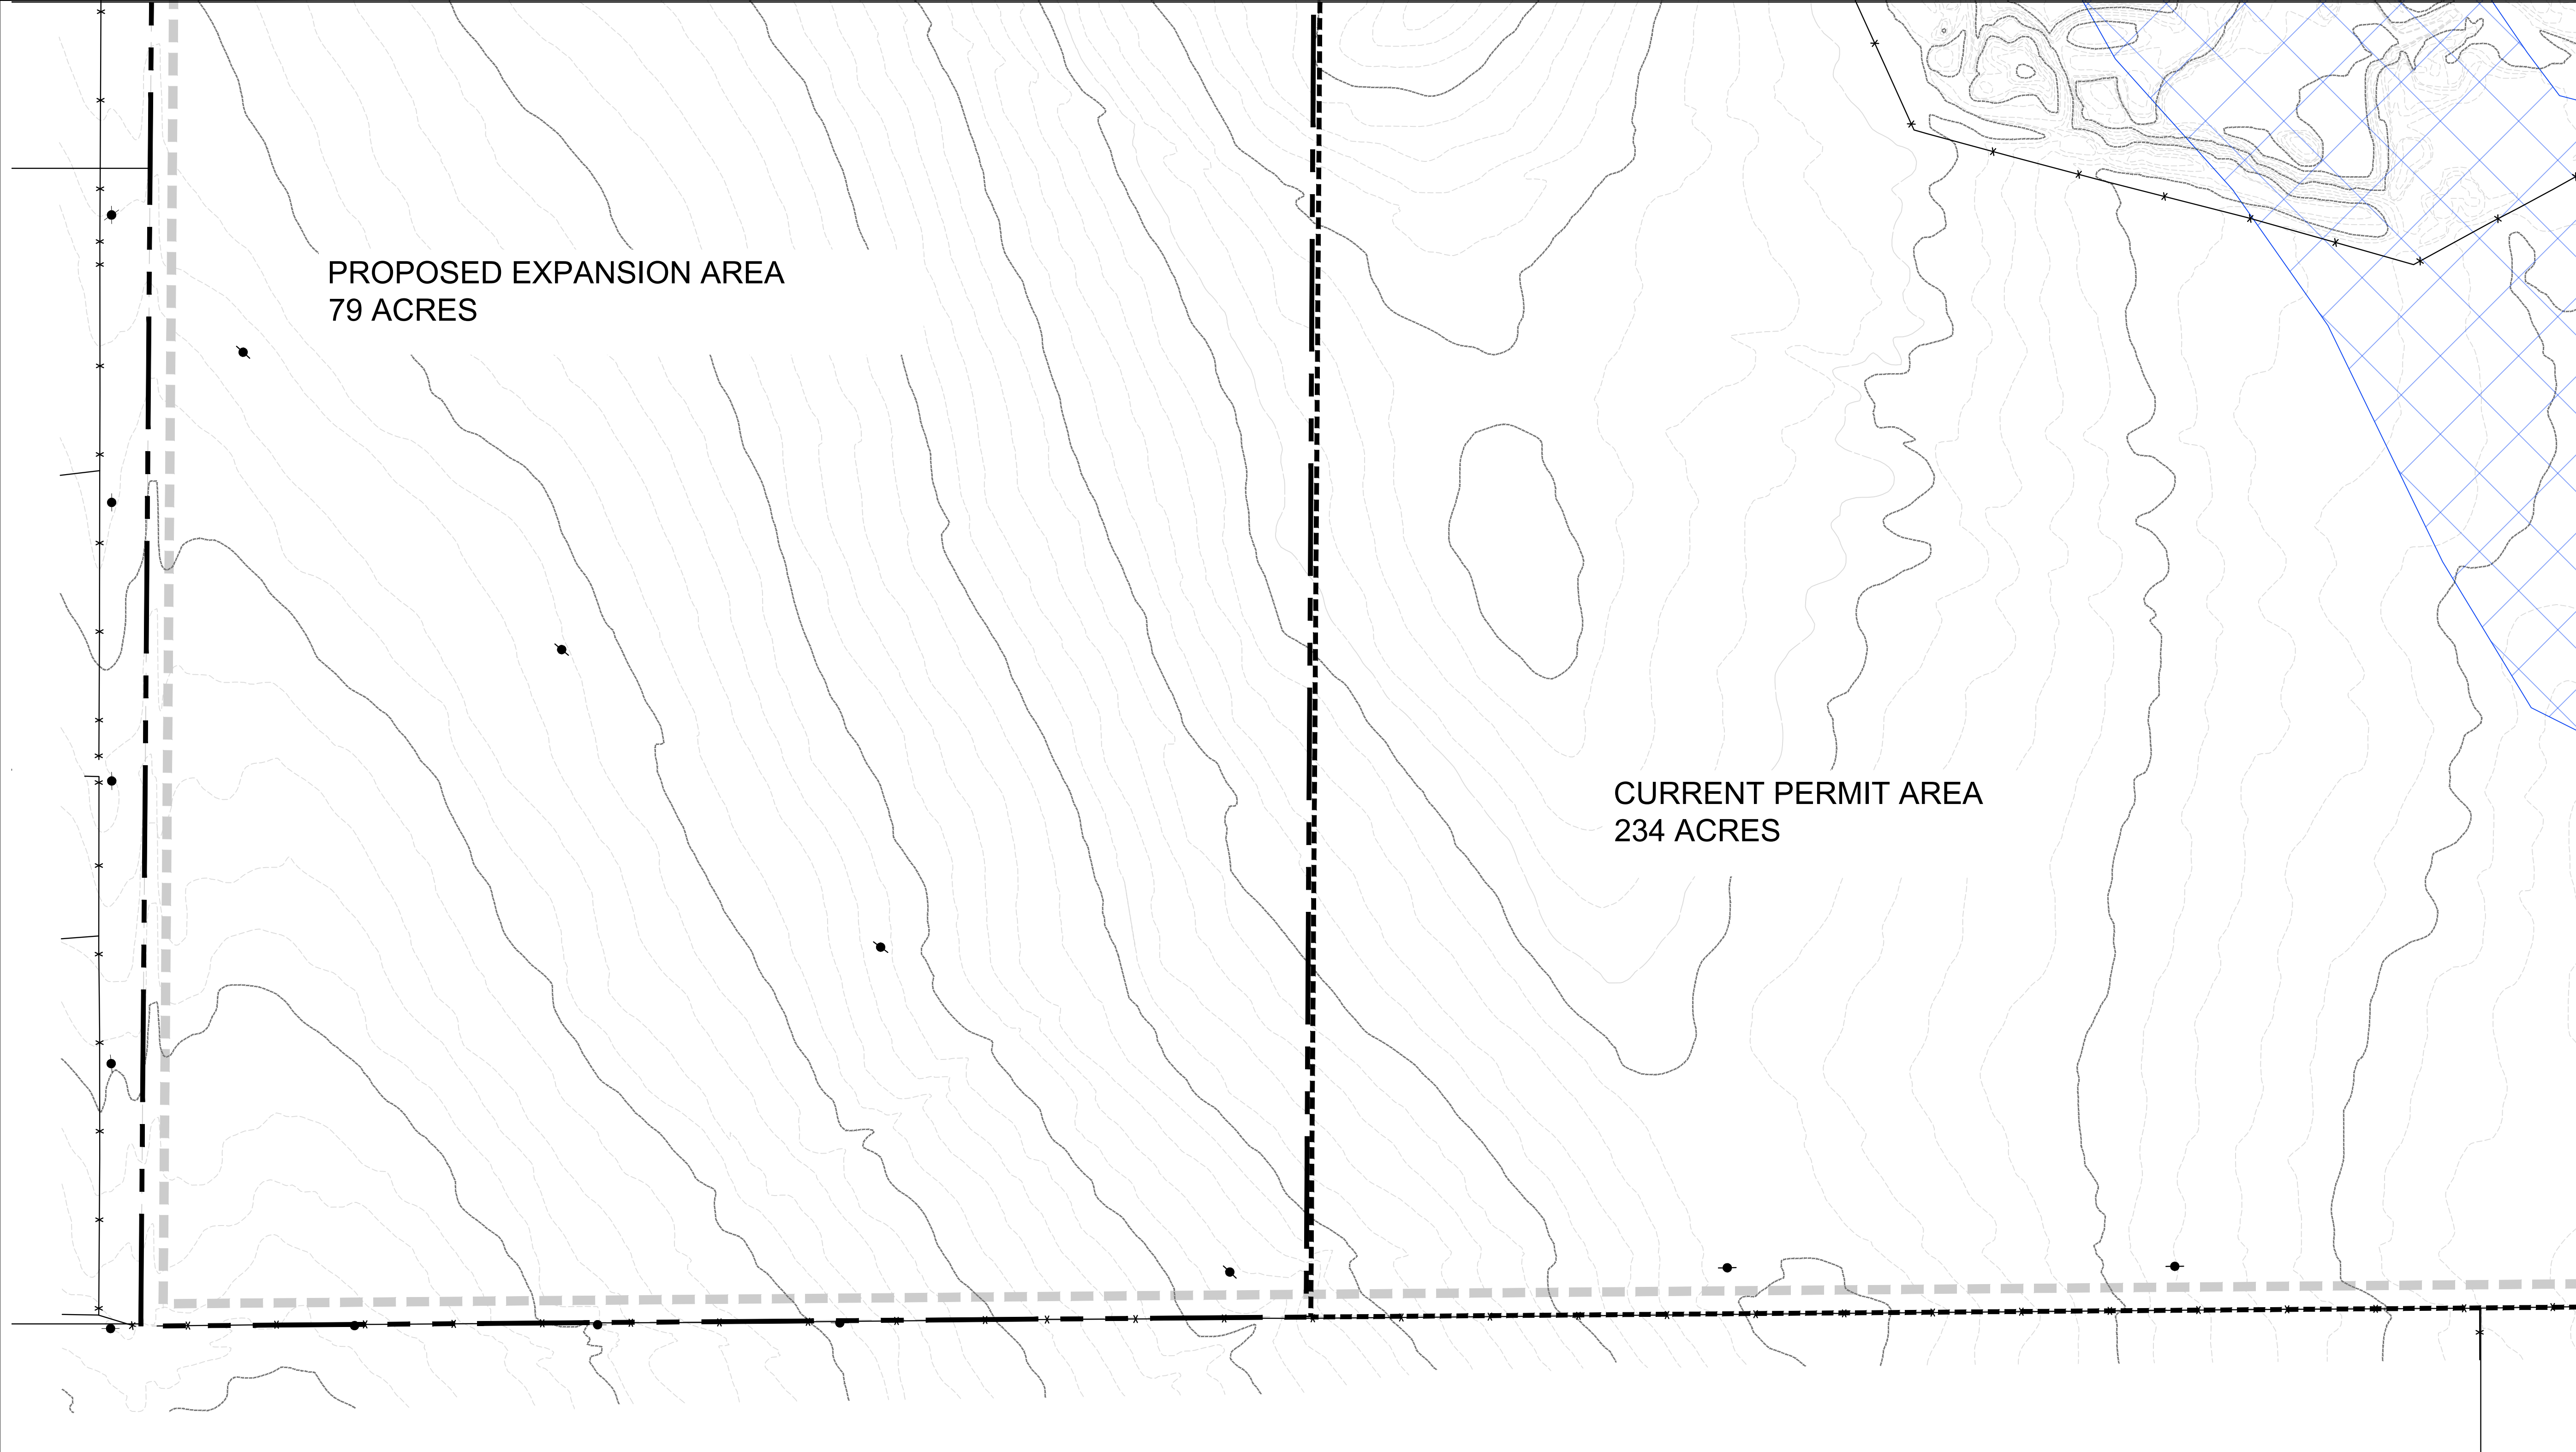 PROPOSED EXPANSION AREA
79 ACRES
CURRENT PERMIT AREA
234 ACRES